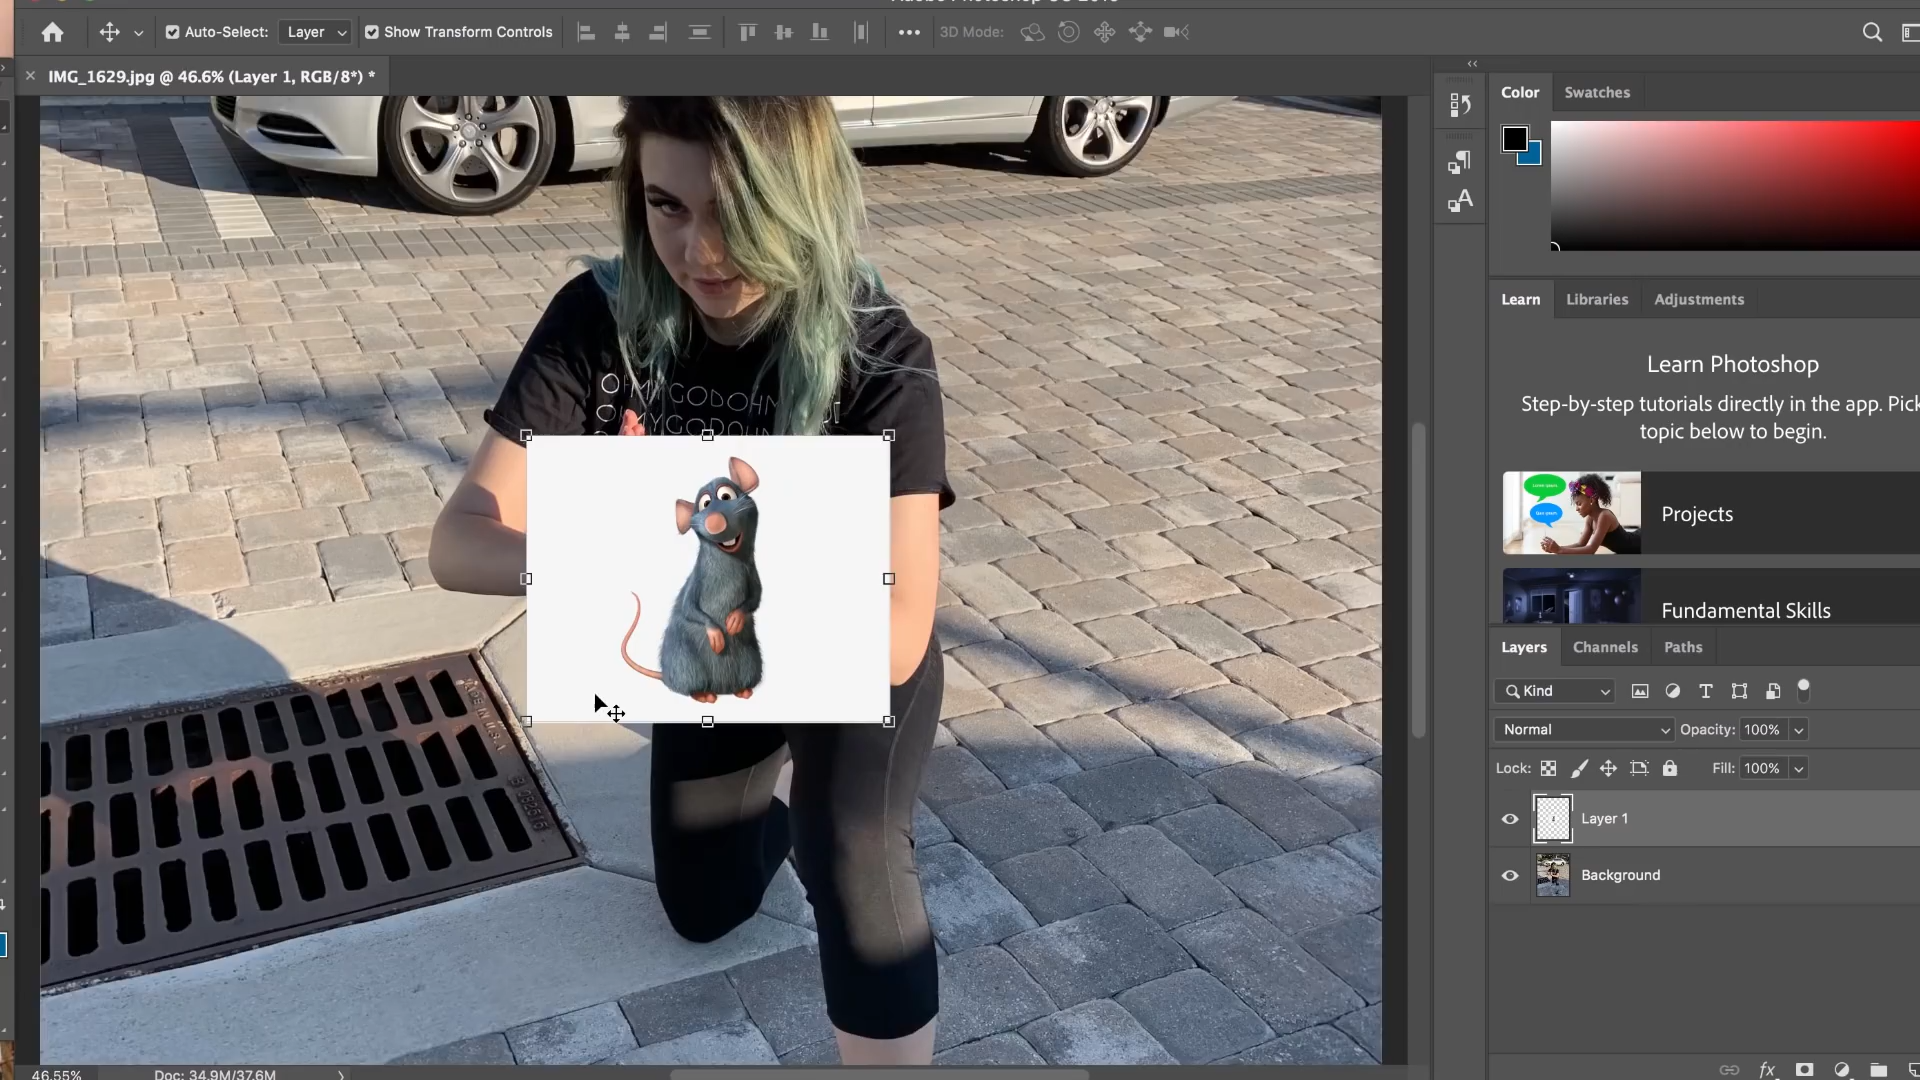 Auto-Select: Layer Show Transform Controls 3D Mode:
IMG_1629.jpg @ 46.6% (Layer 1, RGB/8*) *
Color Swatches
Learn Libraries Adjustments
Learn Photoshop
Step-by-step tutorials directly in the app. Pick
topic below to begin.
Projects
Fundamental Skills
Layers Channels Paths
Kind
Normal Opacity: 100%
Lock: Fill: 100%
Layer 1
Background
OHMYGODOHM
OHMYGODOHM
MADE IN U.S.A.
46.55% Doc: 34.9M/37.6M